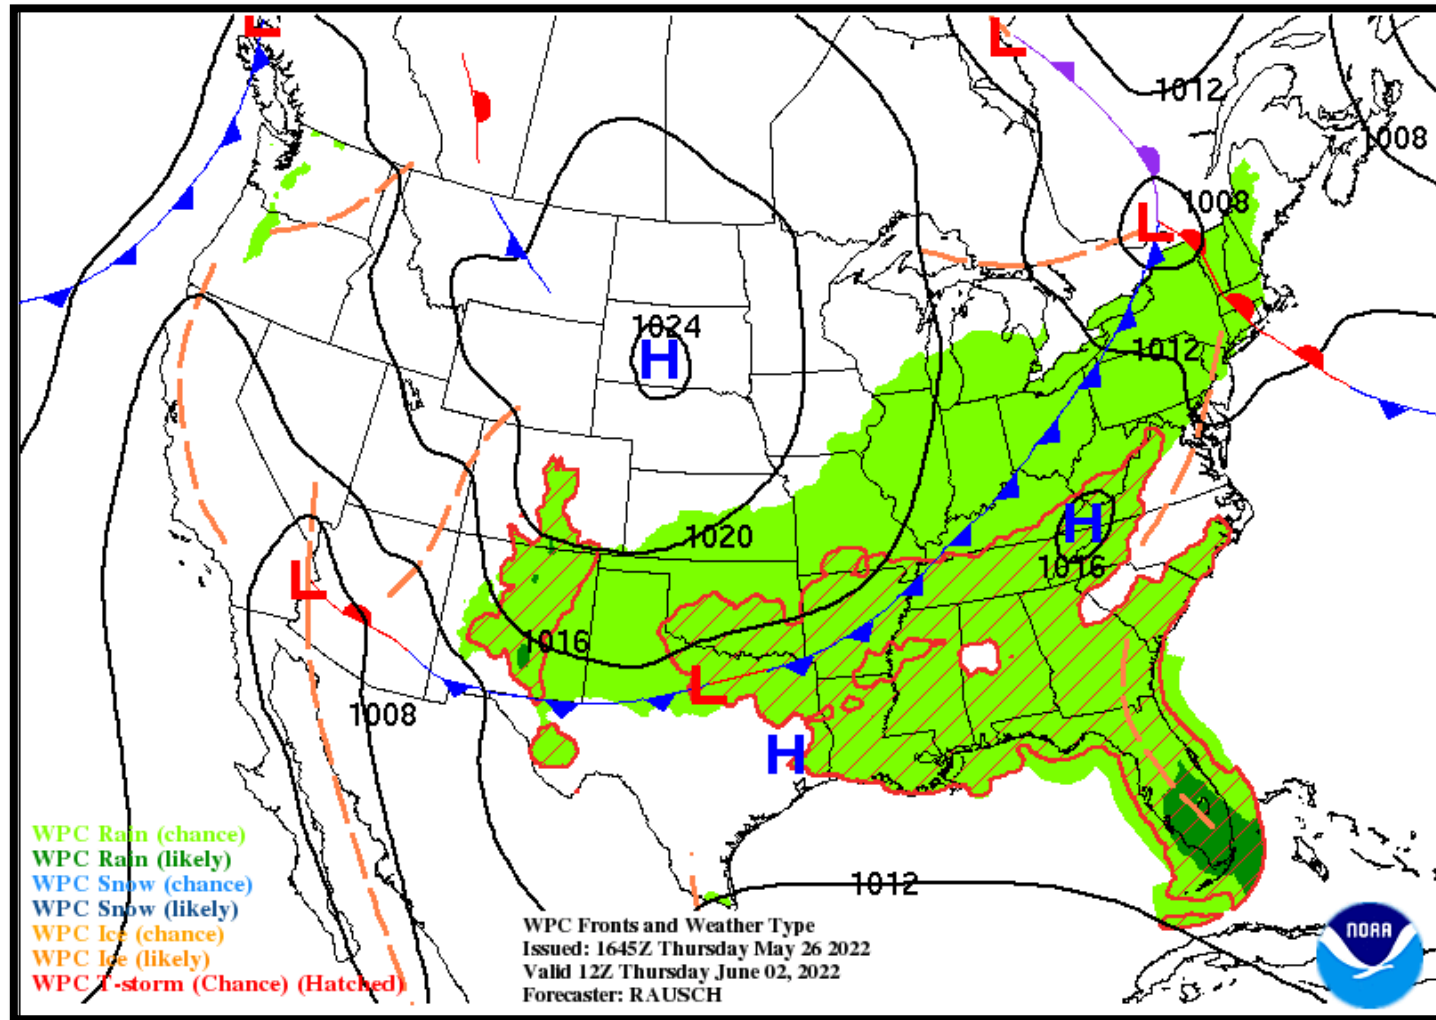 L
L
1012
1008
1008
L
1024
H
1012
1020
H
1016
L
1016
L
1008
H
1012
WPC Rain (chance)
WPC Rain (likely)
WPC Snow (chance)
WPC Snow (likely)
WPC Ice (chance)
WPC Ice (likely)
WPC T-storm (Chance) (Hatched)
WPC Fronts and Weather Type
Issued: 1645Z Thursday May 26 2022
Valid 12Z Thursday June 02, 2022
Forecaster: RAUSCH
NOAA